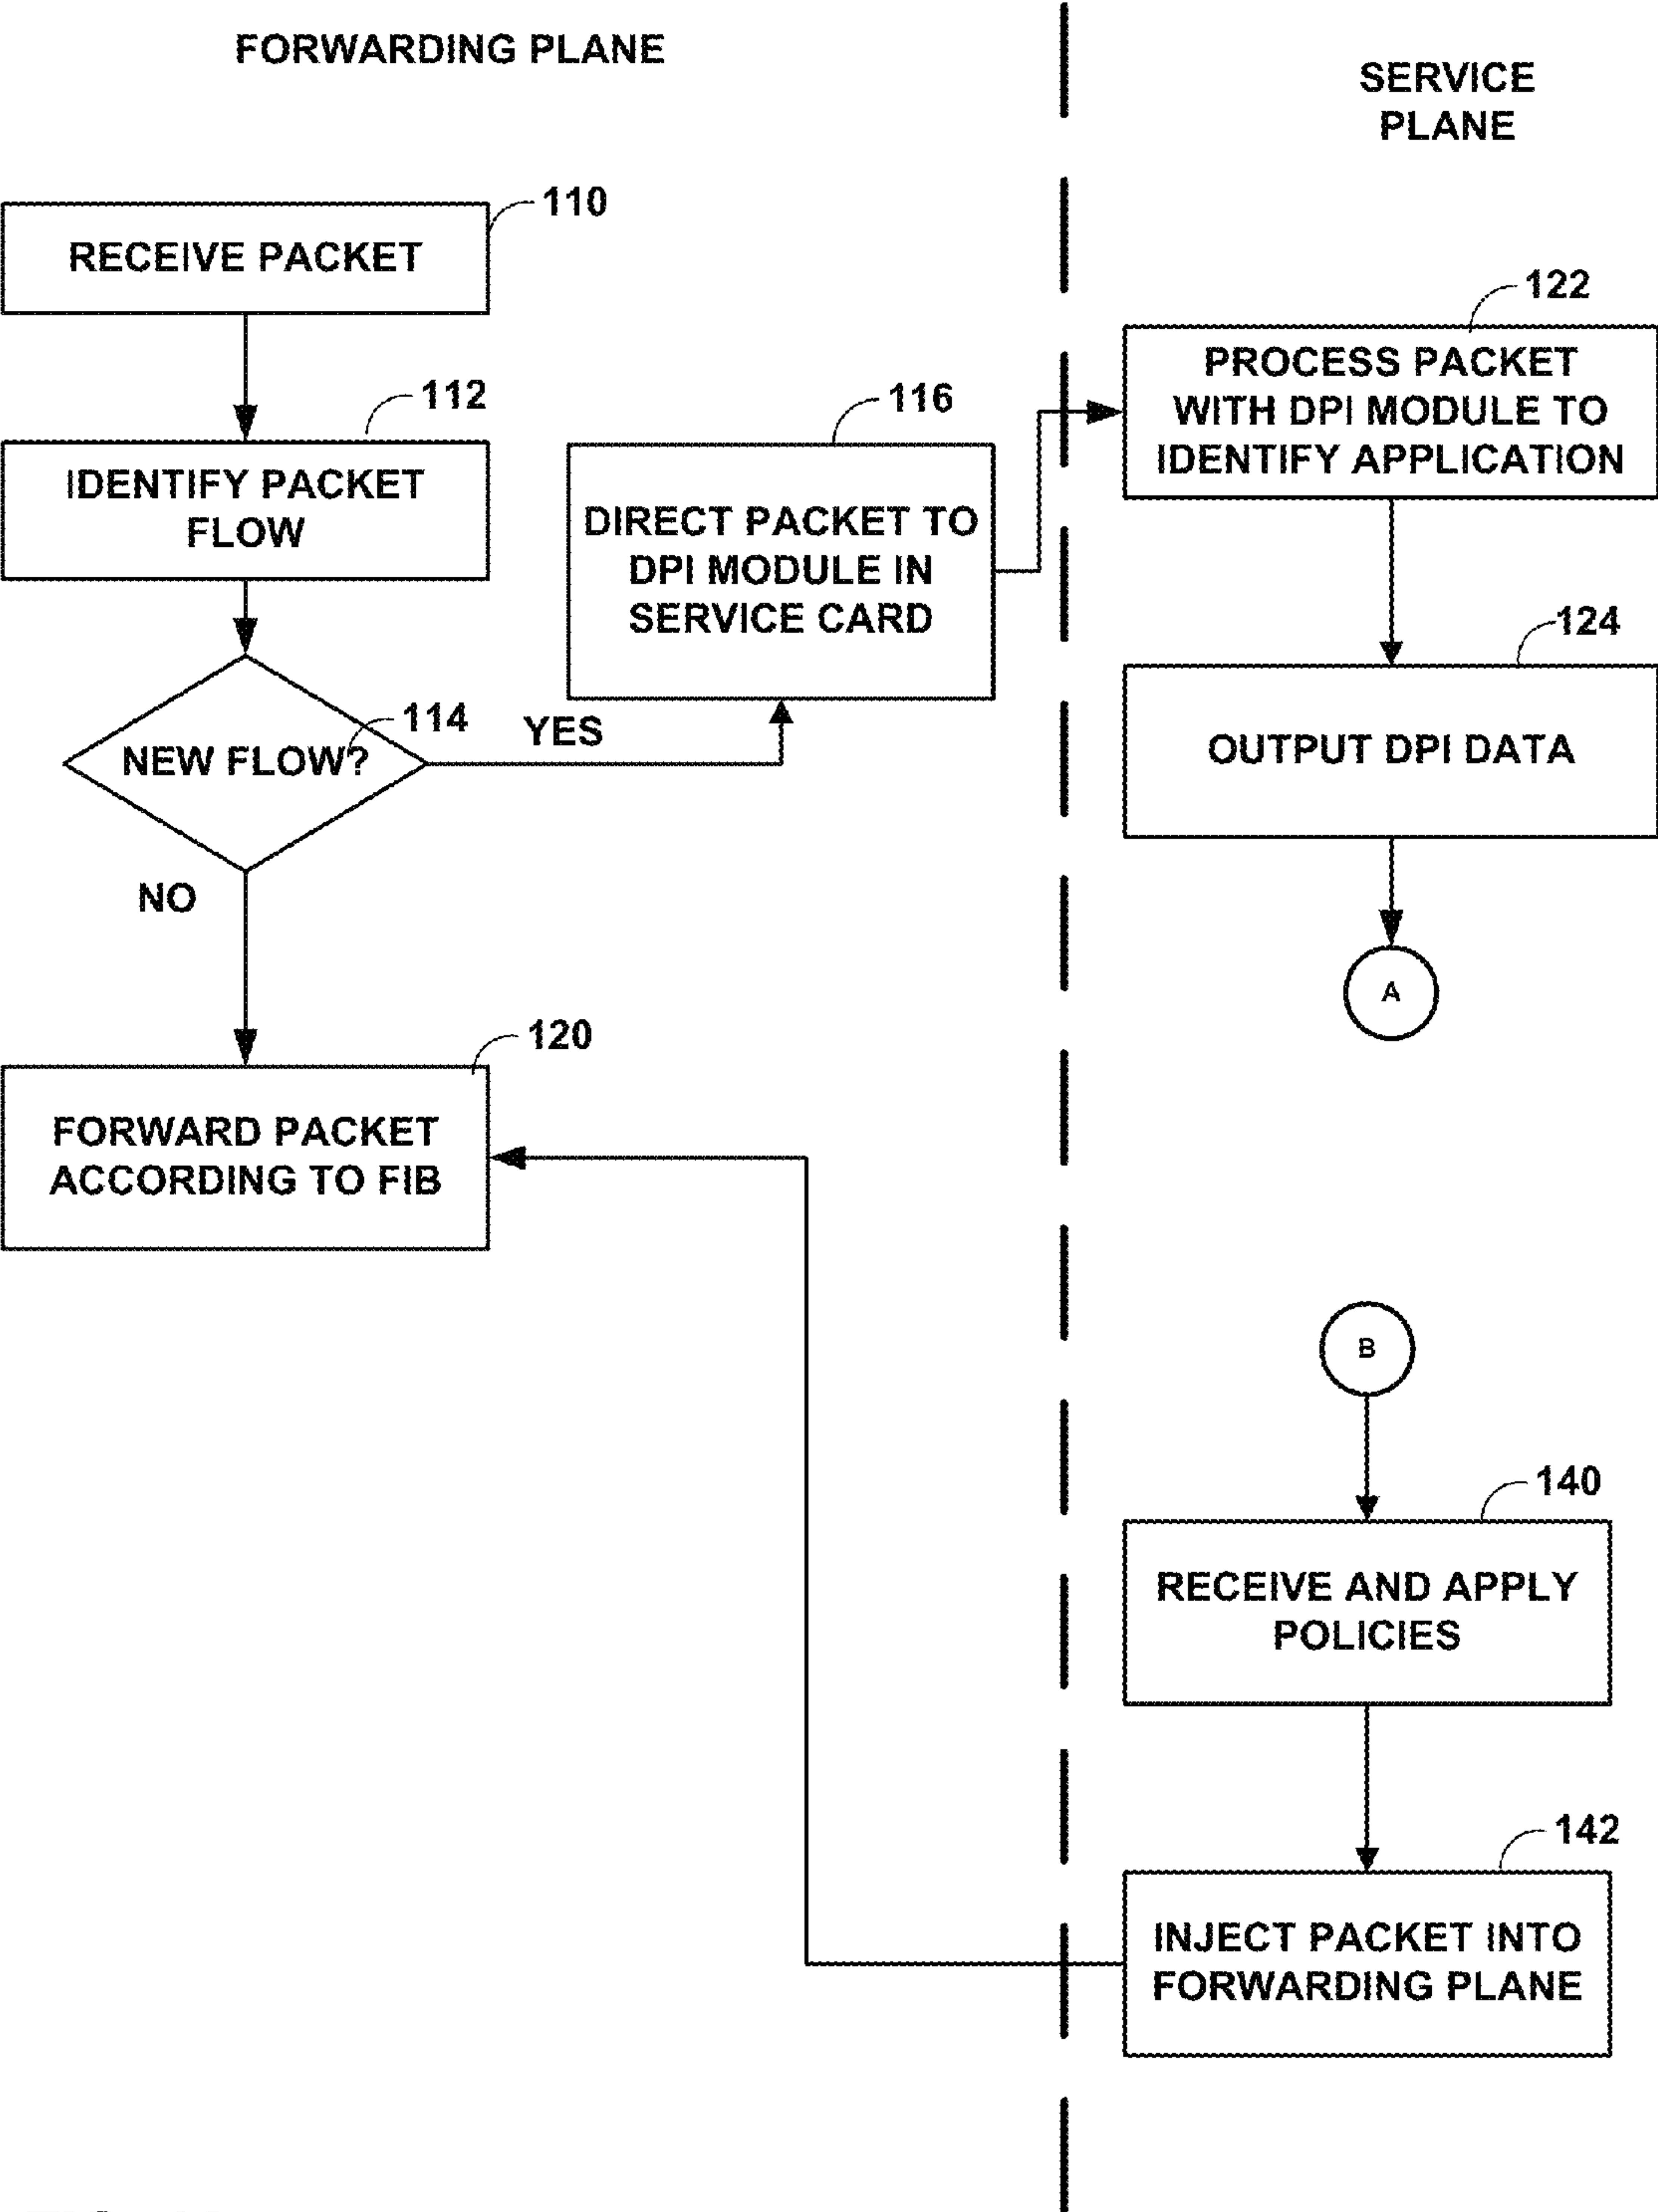 FORWARDING PLANE
SERVICE
PLANE
110
RECEIVE PACKET
122
PROCESS PACKET
WITH DPI MODULE TO
IDENTIFY APPLICATION
112
IDENTIFY PACKET
FLOW
116
DIRECT PACKET TO
DPI MODULE IN
SERVICE CARD
124
OUTPUT DPI DATA
114
NEW FLOW?
YES
NO
A
120
FORWARD PACKET
ACCORDING TO FIB
B
140
RECEIVE AND APPLY
POLICIES
142
INJECT PACKET INTO
FORWARDING PLANE